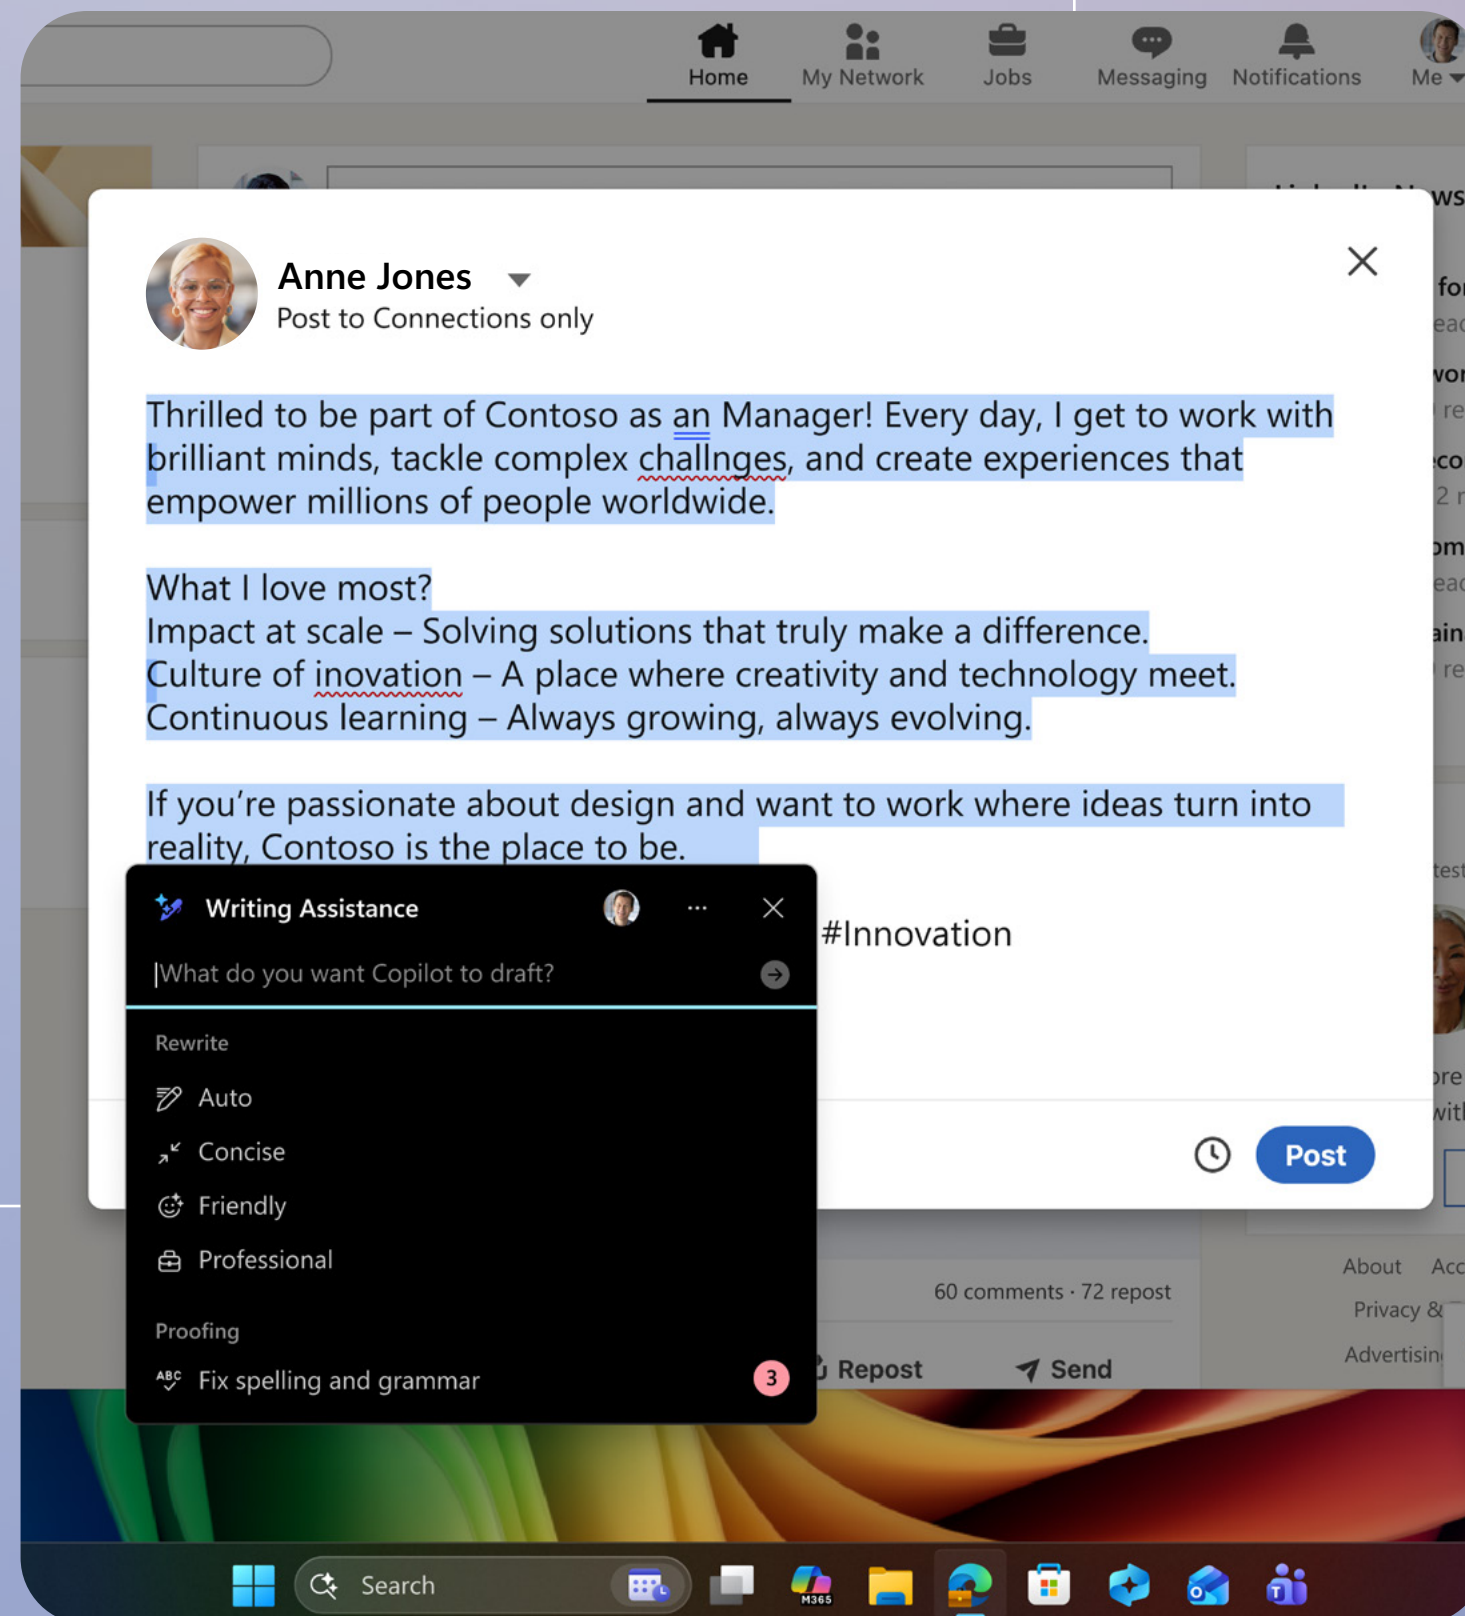 Home
My Network
Jobs
Messaging
Notifications
Me
Anne Jones
Post to Connections only
Thrilled to be part of Contoso as an Manager! Every day, I get to work with
brilliant minds, tackle complex challnges, and create experiences that
empower millions of people worldwide.
What I love most?
Impact at scale – Solving solutions that truly make a difference.
Culture of inovation – A place where creativity and technology meet.
Continuous learning – Always growing, always evolving.
If you’re passionate about design and want to work where ideas turn into
reality, Contoso is the place to be.
#Innovation
Writing Assistance
What do you want Copilot to draft?
Rewrite
Auto
Concise
Friendly
Professional
Proofing
ABC Fix spelling and grammar 3
Post
60 comments · 72 repost
Repost
Send
About
Privacy &
Search
M365